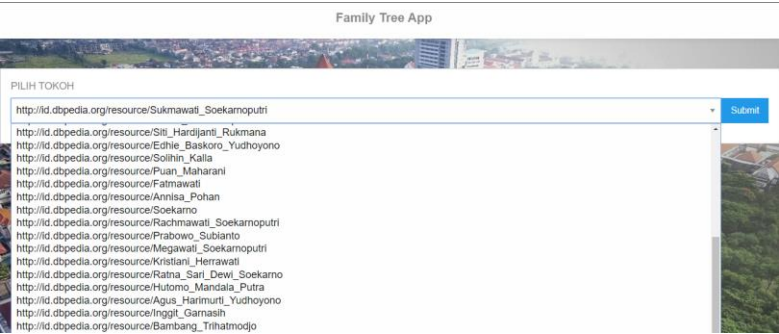 Family Tree App
PILIH TOKOH
http://id.dbpedia.org/resource/Sukmawati_Soekarnoputri
Submit
http://id.dbpedia.org/resource/Siti_Hardijanti_Rukmana
http://id.dbpedia.org/resource/Edhie_Baskoro_Yudhoyono
http://id.dbpedia.org/resource/Solihin_Kalla
http://id.dbpedia.org/resource/Puan_Maharani
http://id.dbpedia.org/resource/Fatmawati
http://id.dbpedia.org/resource/Annisa_Pohan
http://id.dbpedia.org/resource/Soekarno
http://id.dbpedia.org/resource/Rachmawati_Soekarnoputri
http://id.dbpedia.org/resource/Prabowo_Subianto
http://id.dbpedia.org/resource/Megawati_Soekarnoputri
http://id.dbpedia.org/resource/Kristiani_Herrawati
http://id.dbpedia.org/resource/Ratna_Sari_Dewi_Soekarno
http://id.dbpedia.org/resource/Hutomo_Mandala_Putra
http://id.dbpedia.org/resource/Agus_Harimurti_Yudhoyono
http://id.dbpedia.org/resource/Inggit_Garnasih
http://id.dbpedia.org/resource/Bambang_Trihatmodjo